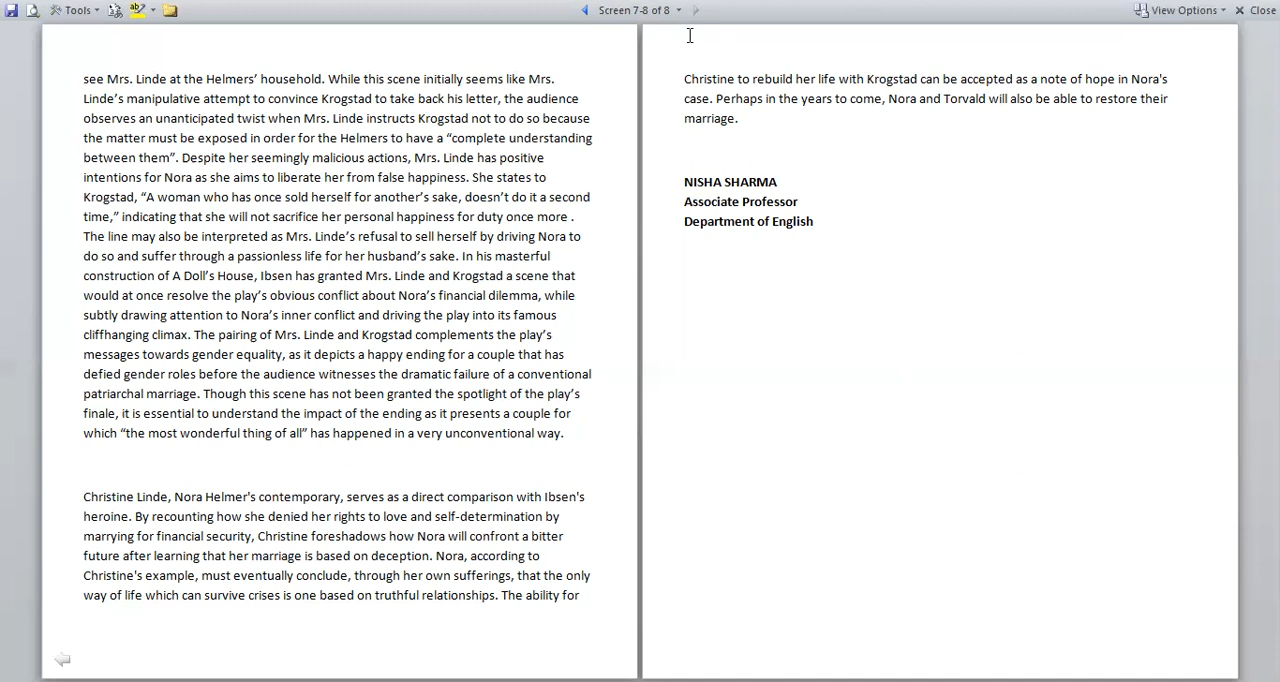 Tools
Screen 7-8 of 8
View Options
Close
see Mrs. Linde at the Helmers’ household. While this scene initially seems like Mrs.
Linde’s manipulative attempt to convince Krogstad to take back his letter, the audience
observes an unanticipated twist when Mrs. Linde instructs Krogstad not to do so because
the matter must be exposed in order for the Helmers to have a “complete understanding
between them”. Despite her seemingly malicious actions, Mrs. Linde has positive
intentions for Nora as she aims to liberate her from false happiness. She states to
Krogstad, “A woman who has once sold herself for another’s sake, doesn’t do it a second
time,” indicating that she will not sacrifice her personal happiness for duty once more .
The line may also be interpreted as Mrs. Linde’s refusal to sell herself by driving Nora to
do so and suffer through a passionless life for her husband’s sake. In his masterful
construction of A Doll’s House, Ibsen has granted Mrs. Linde and Krogstad a scene that
would at once resolve the play’s obvious conflict about Nora’s financial dilemma, while
subtly drawing attention to Nora’s inner conflict and driving the play into its famous
cliffhanging climax. The pairing of Mrs. Linde and Krogstad complements the play’s
messages towards gender equality, as it depicts a happy ending for a couple that has
defied gender roles before the audience witnesses the dramatic failure of a conventional
patriarchal marriage. Though this scene has not been granted the spotlight of the play’s
finale, it is essential to understand the impact of the ending as it presents a couple for
which “the most wonderful thing of all” has happened in a very unconventional way.
Christine Linde, Nora Helmer's contemporary, serves as a direct comparison with Ibsen's
heroine. By recounting how she denied her rights to love and self-determination by
marrying for financial security, Christine foreshadows how Nora will confront a bitter
future after learning that her marriage is based on deception. Nora, according to
Christine's example, must eventually conclude, through her own sufferings, that the only
way of life which can survive crises is one based on truthful relationships. The ability for
Christine to rebuild her life with Krogstad can be accepted as a note of hope in Nora's
case. Perhaps in the years to come, Nora and Torvald will also be able to restore their
marriage.
NISHA SHARMA
Associate Professor
Department of English